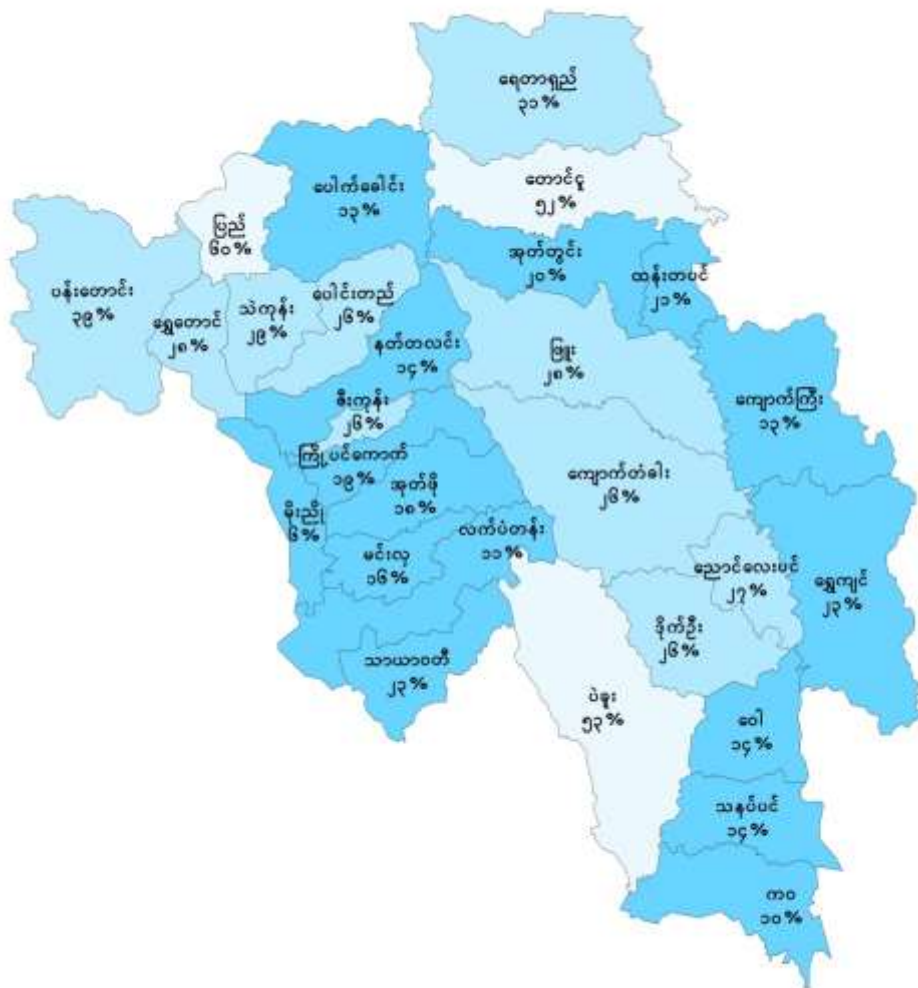 ရေတာရှည်
၃၁%
တောင်ငူ
၅၂%
ပေါက်ခေါင်း
၁၃%
ပြည်
၆၀%
အုတ်တွင်း
၂၀%
ထန်းတပင်
၂၁%
ပန်းတောင်း
၃၉%
ရွှေတောင်
၂၈%
သဲကုန်း
၂၉%
ပေါင်းတည်
၂၆%
နတ်တလင်း
၁၄%
ဖြူး
၂၈%
ကျောက်ကြီး
၁၃%
ဇီးကုန်း
၂၆%
ကြို့ပင်ကောက်
၁၉%
အုတ်ဖို
၁၈%
ကျောက်တံခါး
၂၆%
မိုးညို
၆%
မင်းလှ
၁၆%
လက်ပံတန်း
၁၁%
ညောင်လေးပင်
၂၇%
ရွှေကျင်
၂၃%
ဒိုက်ဦး
၂၆%
သာယာဝတီ
၂၃%
ပဲခူး
၅၃%
ဝေါ
၁၄%
သနပ်ပင်
၁၄%
ကဝ
၁၀%